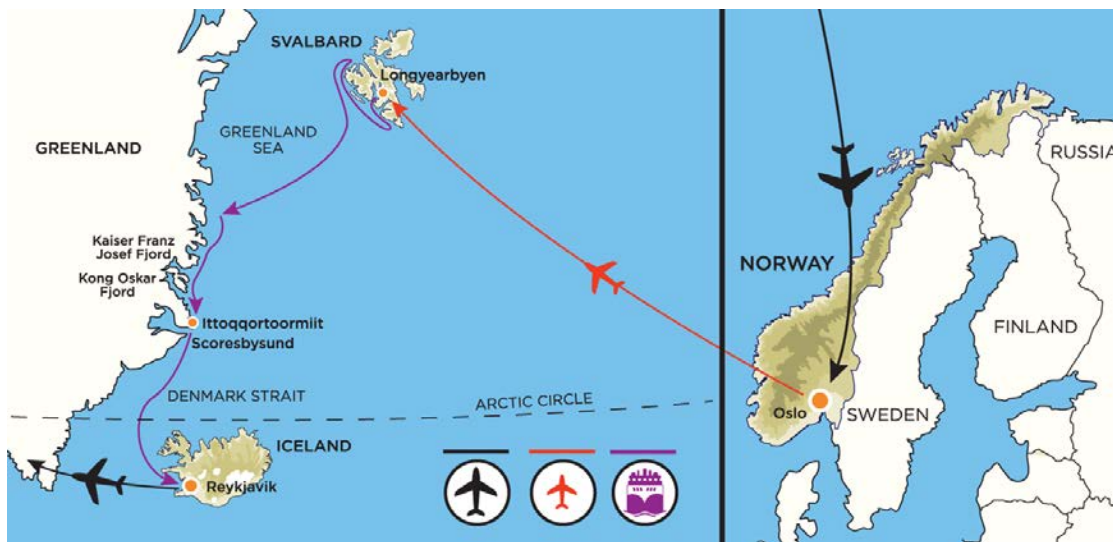 SVALBARD
Longyearbyen
GREENLAND
SEA
GREENLAND
RUSSIA
Kaiser Franz
Josef Fjord
Kong Oskar
Fjord
NORWAY
Ittoqqortoormiit
Scoresbysund
FINLAND
DENMARK STRAIT
ARCTIC CIRCLE
Oslo
SWEDEN
ICELAND
Reykjavik